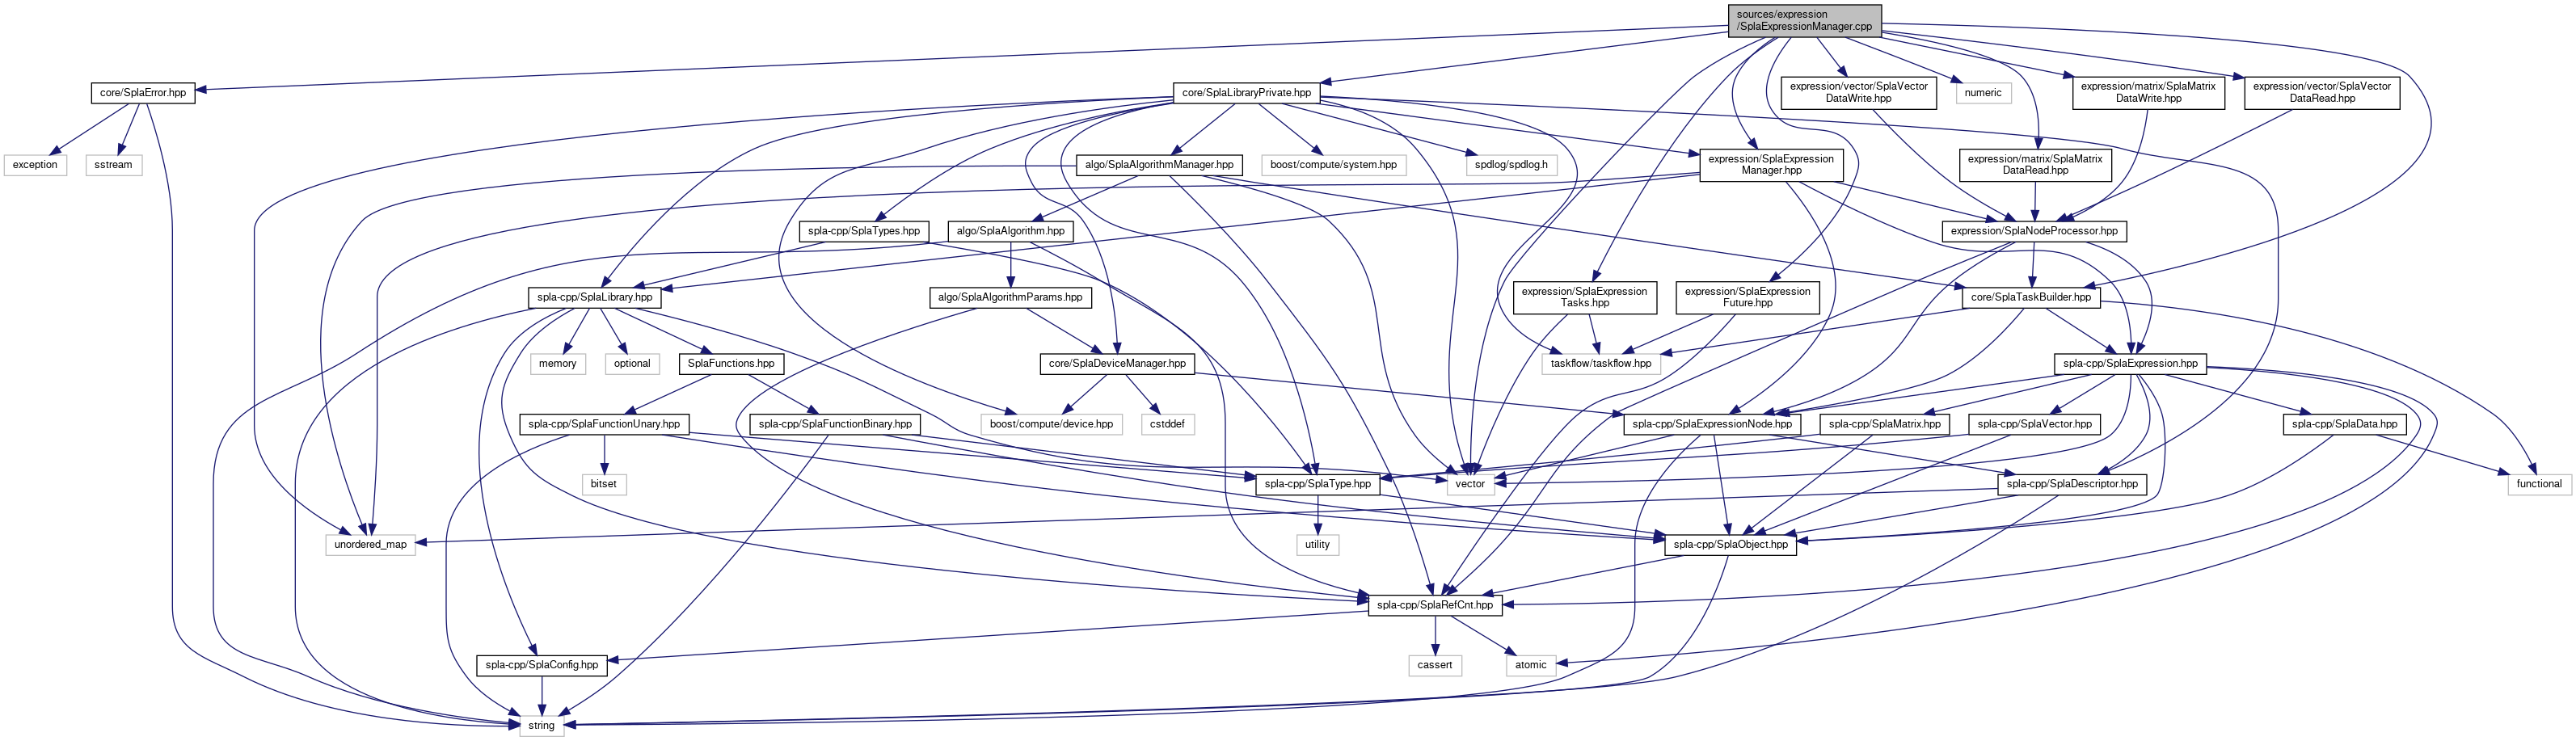 sources/expression
/SplaExpressionManager.cpp
core/SplaError.hpp
core/SplaLibraryPrivate.hpp
expression/vector/SplaVector
DataWrite.hpp
numeric
expression/matrix/SplaMatrix
DataWrite.hpp
expression/vector/SplaVector
DataRead.hpp
exception
sstream
algo/SplaAlgorithmManager.hpp
boost/compute/system.hpp
spdlog/spdlog.h
expression/SplaExpression
Manager.hpp
expression/matrix/SplaMatrix
DataRead.hpp
spla-cpp/SplaTypes.hpp
algo/SplaAlgorithm.hpp
expression/SplaNodeProcessor.hpp
spla-cpp/SplaLibrary.hpp
algo/SplaAlgorithmParams.hpp
expression/SplaExpression
Tasks.hpp
expression/SplaExpression
Future.hpp
core/SplaTaskBuilder.hpp
memory
optional
SplaFunctions.hpp
core/SplaDeviceManager.hpp
taskflow/taskflow.hpp
spla-cpp/SplaExpression.hpp
spla-cpp/SplaFunctionUnary.hpp
spla-cpp/SplaFunctionBinary.hpp
boost/compute/device.hpp
cstddef
spla-cpp/SplaExpressionNode.hpp
spla-cpp/SplaMatrix.hpp
spla-cpp/SplaVector.hpp
spla-cpp/SplaData.hpp
bitset
spla-cpp/SplaType.hpp
vector
spla-cpp/SplaDescriptor.hpp
functional
unordered_map
utility
spla-cpp/SplaObject.hpp
spla-cpp/SplaRefCnt.hpp
spla-cpp/SplaConfig.hpp
cassert
atomic
string